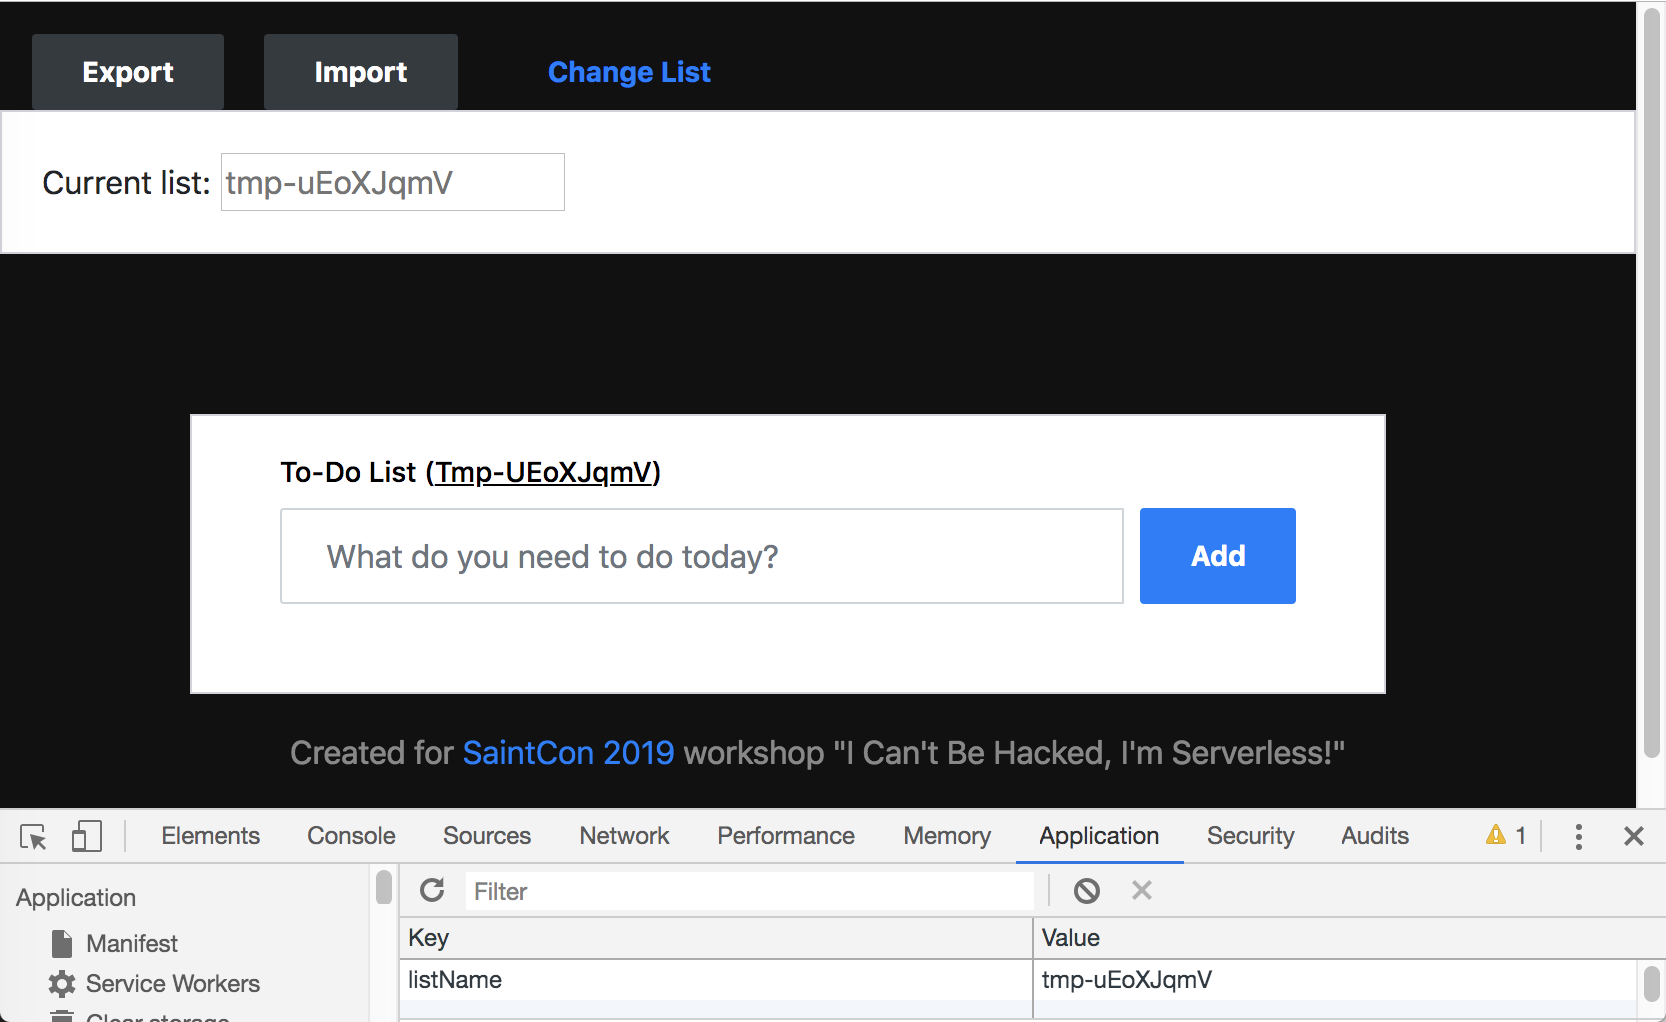 Export Import Change List
Current list: tmp-uEoXJqmV
To-Do List (Tmp-UEoXJqmV)
What do you need to do today? Add
Created for SaintCon 2019 workshop "I Can't Be Hacked, I'm Serverless!"
Elements Console Sources Network Performance Memory Application Security Audits 1
Application
Manifest
Service Workers
Clear storage
Filter
Key Value
listName tmp-uEoXJqmV